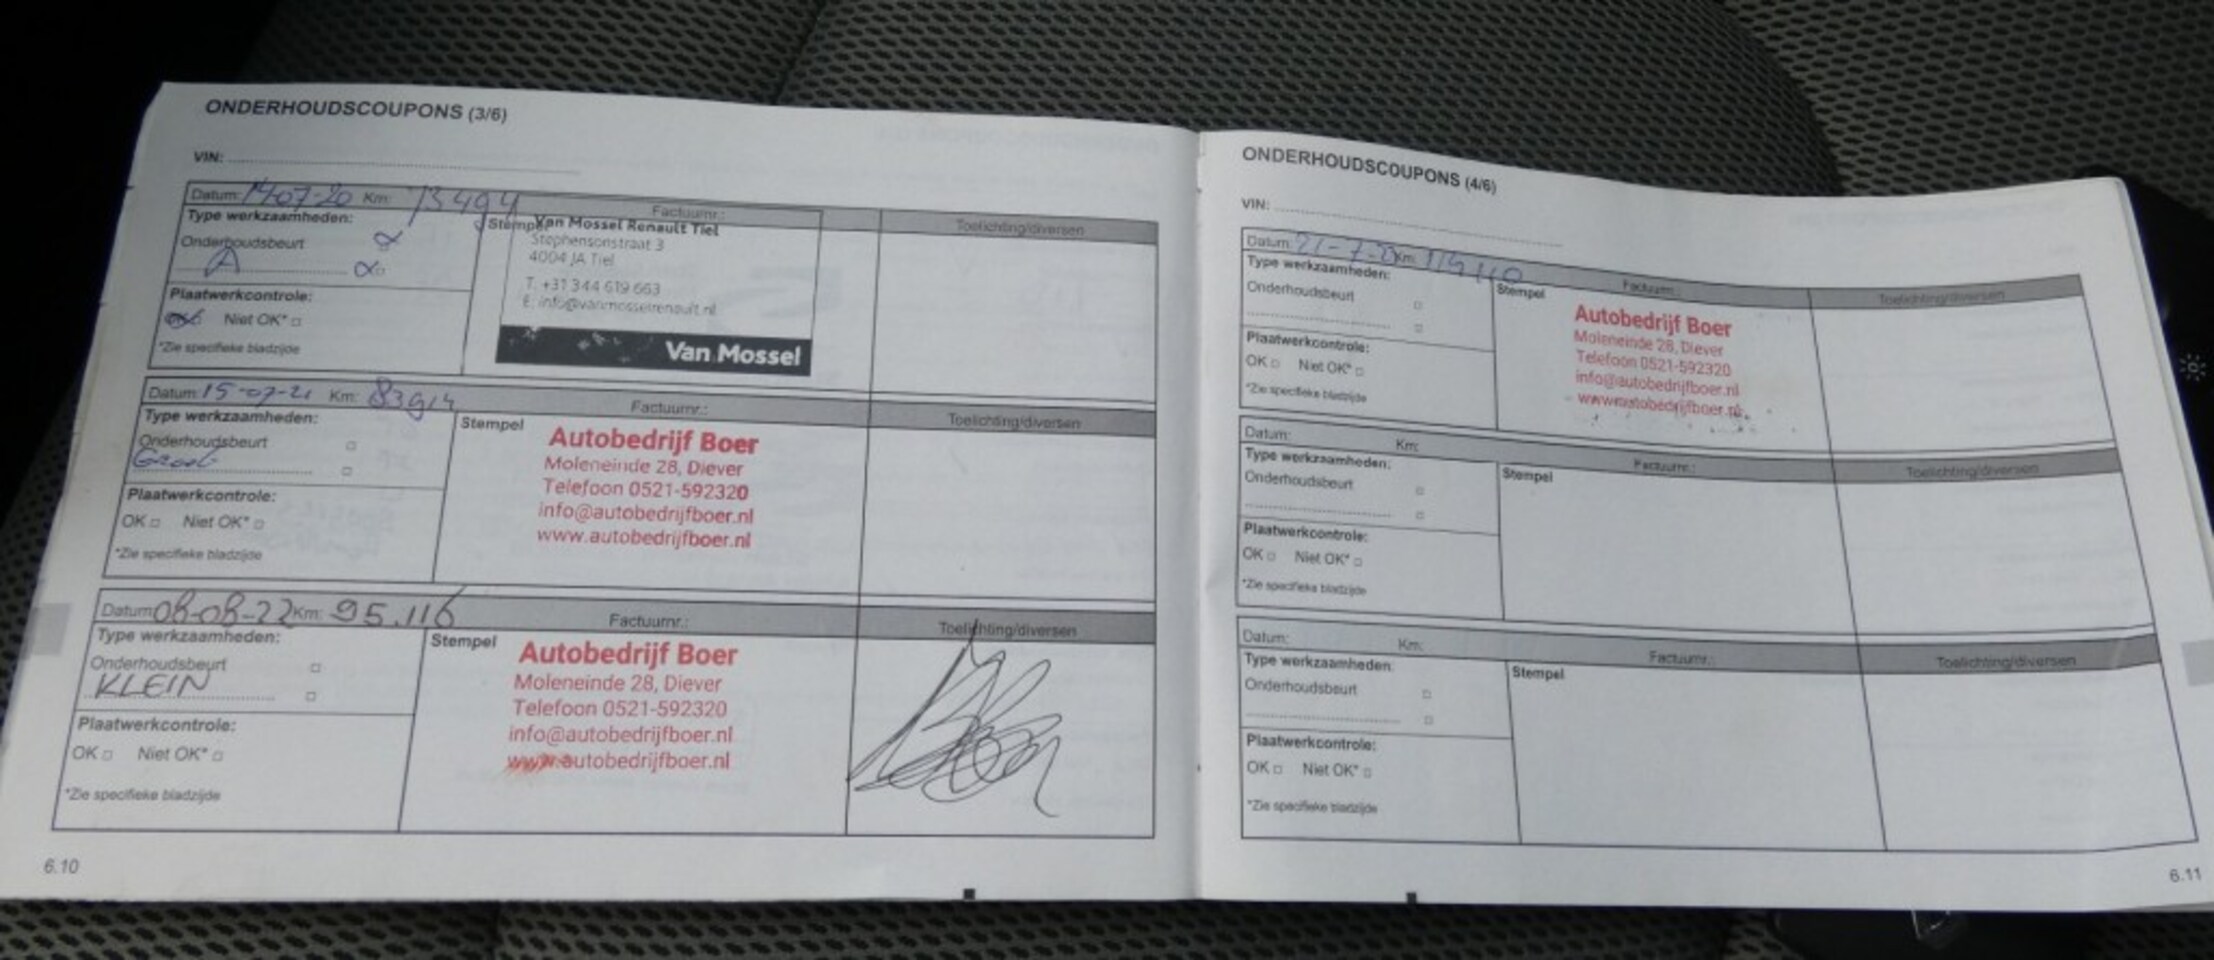 ONDERHOUDSCOUPONS (3/6)
VIN:
Datum: 14-07-20 Km: 73494 Factuurnr.: Toelichting/diversen
Type werkzaamheden:
Onderhoudsbeurt
A
Plaatwerkcontrole:
OK Niet OK*
*Zie specifieke bladzijde
Stempel
Van Mossel Renault Tiel
Stephensonstraat 3
4004 JA Tiel
T: +31 344 619 663
E: info@vanmosselrenault.nl
Van Mossel
Datum: 15-07-21 Km: 83914 Factuurnr.: Toelichting/diversen
Type werkzaamheden:
Onderhoudsbeurt
Groot
Plaatwerkcontrole:
OK Niet OK*
*Zie specifieke bladzijde
Stempel
Autobedrijf Boer
Moleneinde 28, Diever
Telefoon 0521-592320
info@autobedrijfboer.nl
www.autobedrijfboer.nl
Datum: 08-08-22 Km: 95.116 Factuurnr.: Toelichting/diversen
Type werkzaamheden:
Onderhoudsbeurt
KLEIN
Plaatwerkcontrole:
OK Niet OK*
*Zie specifieke bladzijde
Stempel
Autobedrijf Boer
Moleneinde 28, Diever
Telefoon 0521-592320
info@autobedrijfboer.nl
www.autobedrijfboer.nl
6.10
ONDERHOUDSCOUPONS (4/6)
VIN:
Datum: Km: Factuurnr.: Toelichting/diversen
Type werkzaamheden:
Onderhoudsbeurt
Plaatwerkcontrole:
OK Niet OK*
*Zie specifieke bladzijde
Stempel
Autobedrijf Boer
Moleneinde 28, Diever
Telefoon 0521-592320
info@autobedrijfboer.nl
www.autobedrijfboer.nl
Datum: Km: Factuurnr.: Toelichting/diversen
Type werkzaamheden:
Onderhoudsbeurt
Plaatwerkcontrole:
OK Niet OK*
*Zie specifieke bladzijde
Stempel
Datum: Km: Factuurnr.: Toelichting/diversen
Type werkzaamheden:
Onderhoudsbeurt
Plaatwerkcontrole:
OK Niet OK*
*Zie specifieke bladzijde
Stempel
6.11